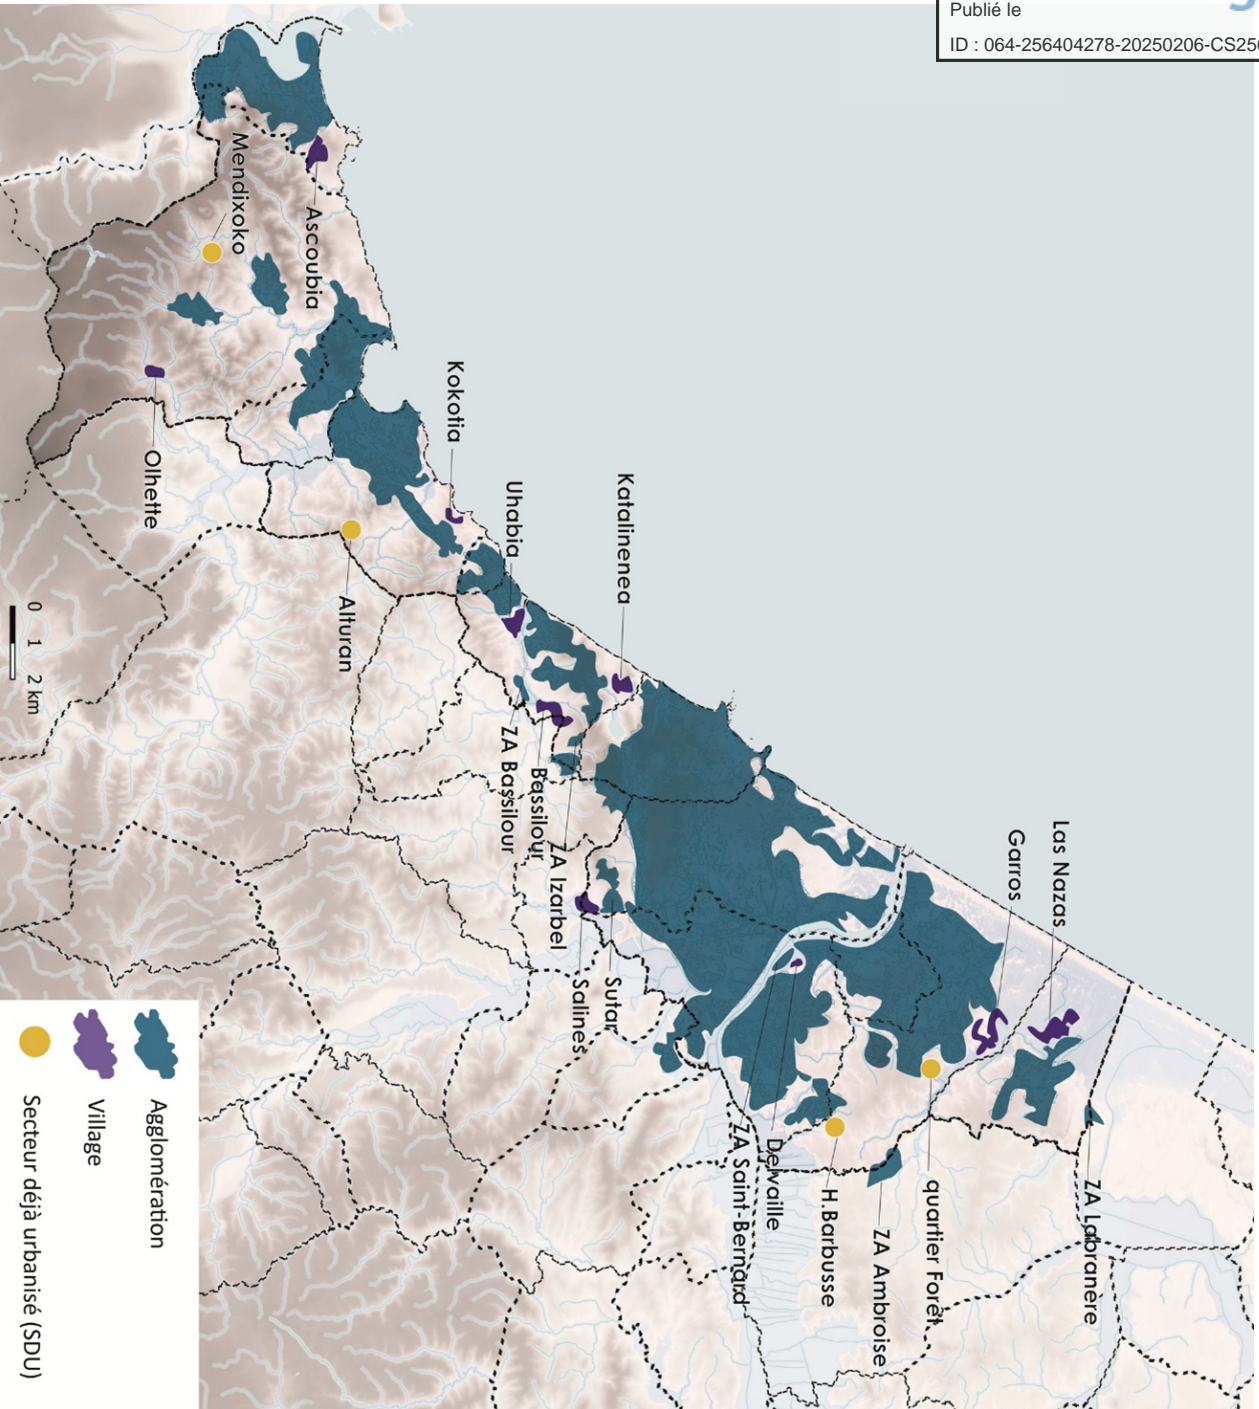 Publié le
ID : 064-256404278-20250206-CS25
Mendixoko
Ascoubia
Olhette
Kokotia
Uhabia
Katalinenea
Alturan
ZA Bassilour
Bassilour
ZA Izarbel
Salines
Sutar
Garros
Las Nazas
ZA Saint-Bernard
Delvaille
H.Barbusse
ZA Ambroise
quartier Forêt
ZA Labranère
0 1 2 km
Agglomération
Village
Secteur déjà urbanisé (SDU)